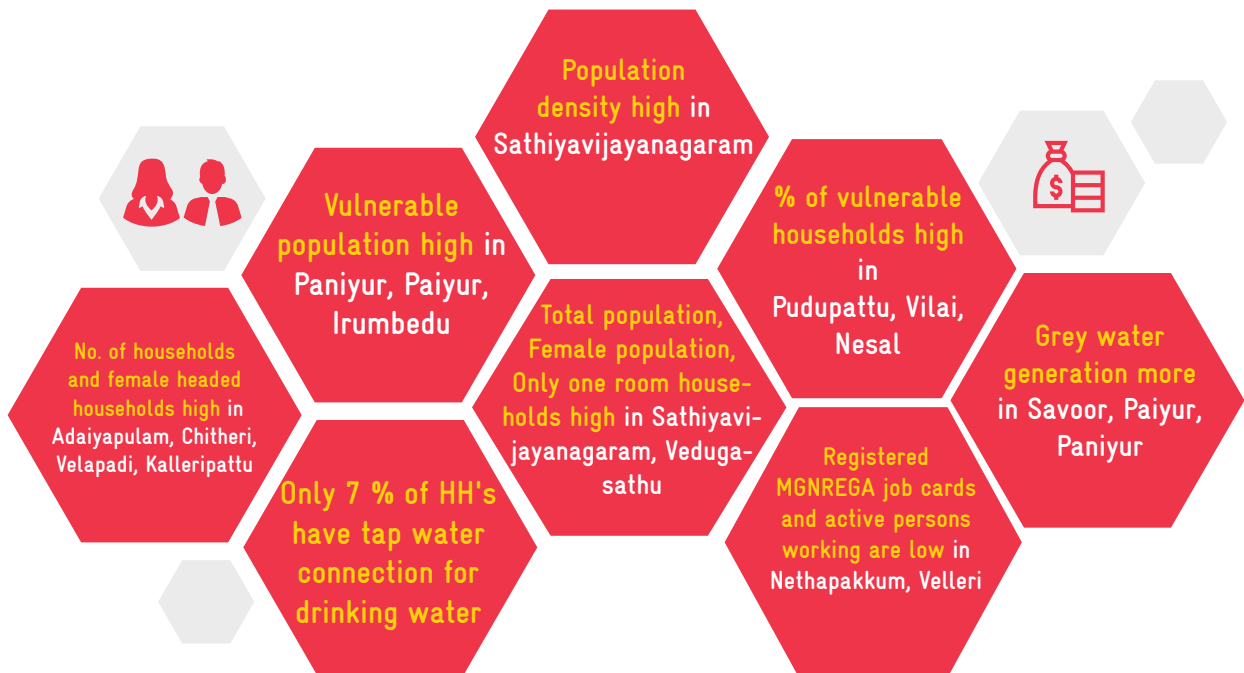 Population
density high in
Sathiyavijayanagaram
Vulnerable
population high in
Paniyur, Paiyur,
Irumbedu
% of vulnerable
households high
in
Pudupattu, Vilai,
Nesal
$
No. of households
and female headed
households high in
Adaiyapulam, Chitheri,
Velapadi, Kalleripattu
Total population,
Female population,
Only one room house-
holds high in Sathiyavi-
jayanagaram, Veduga-
sathu
Grey water
generation more
in Savoor, Paiyur,
Paniyur
Only 7 % of HH's
have tap water
connection for
drinking water
Registered
MGNREGA job cards
and active persons
working are low in
Nethapakkum, Velleri